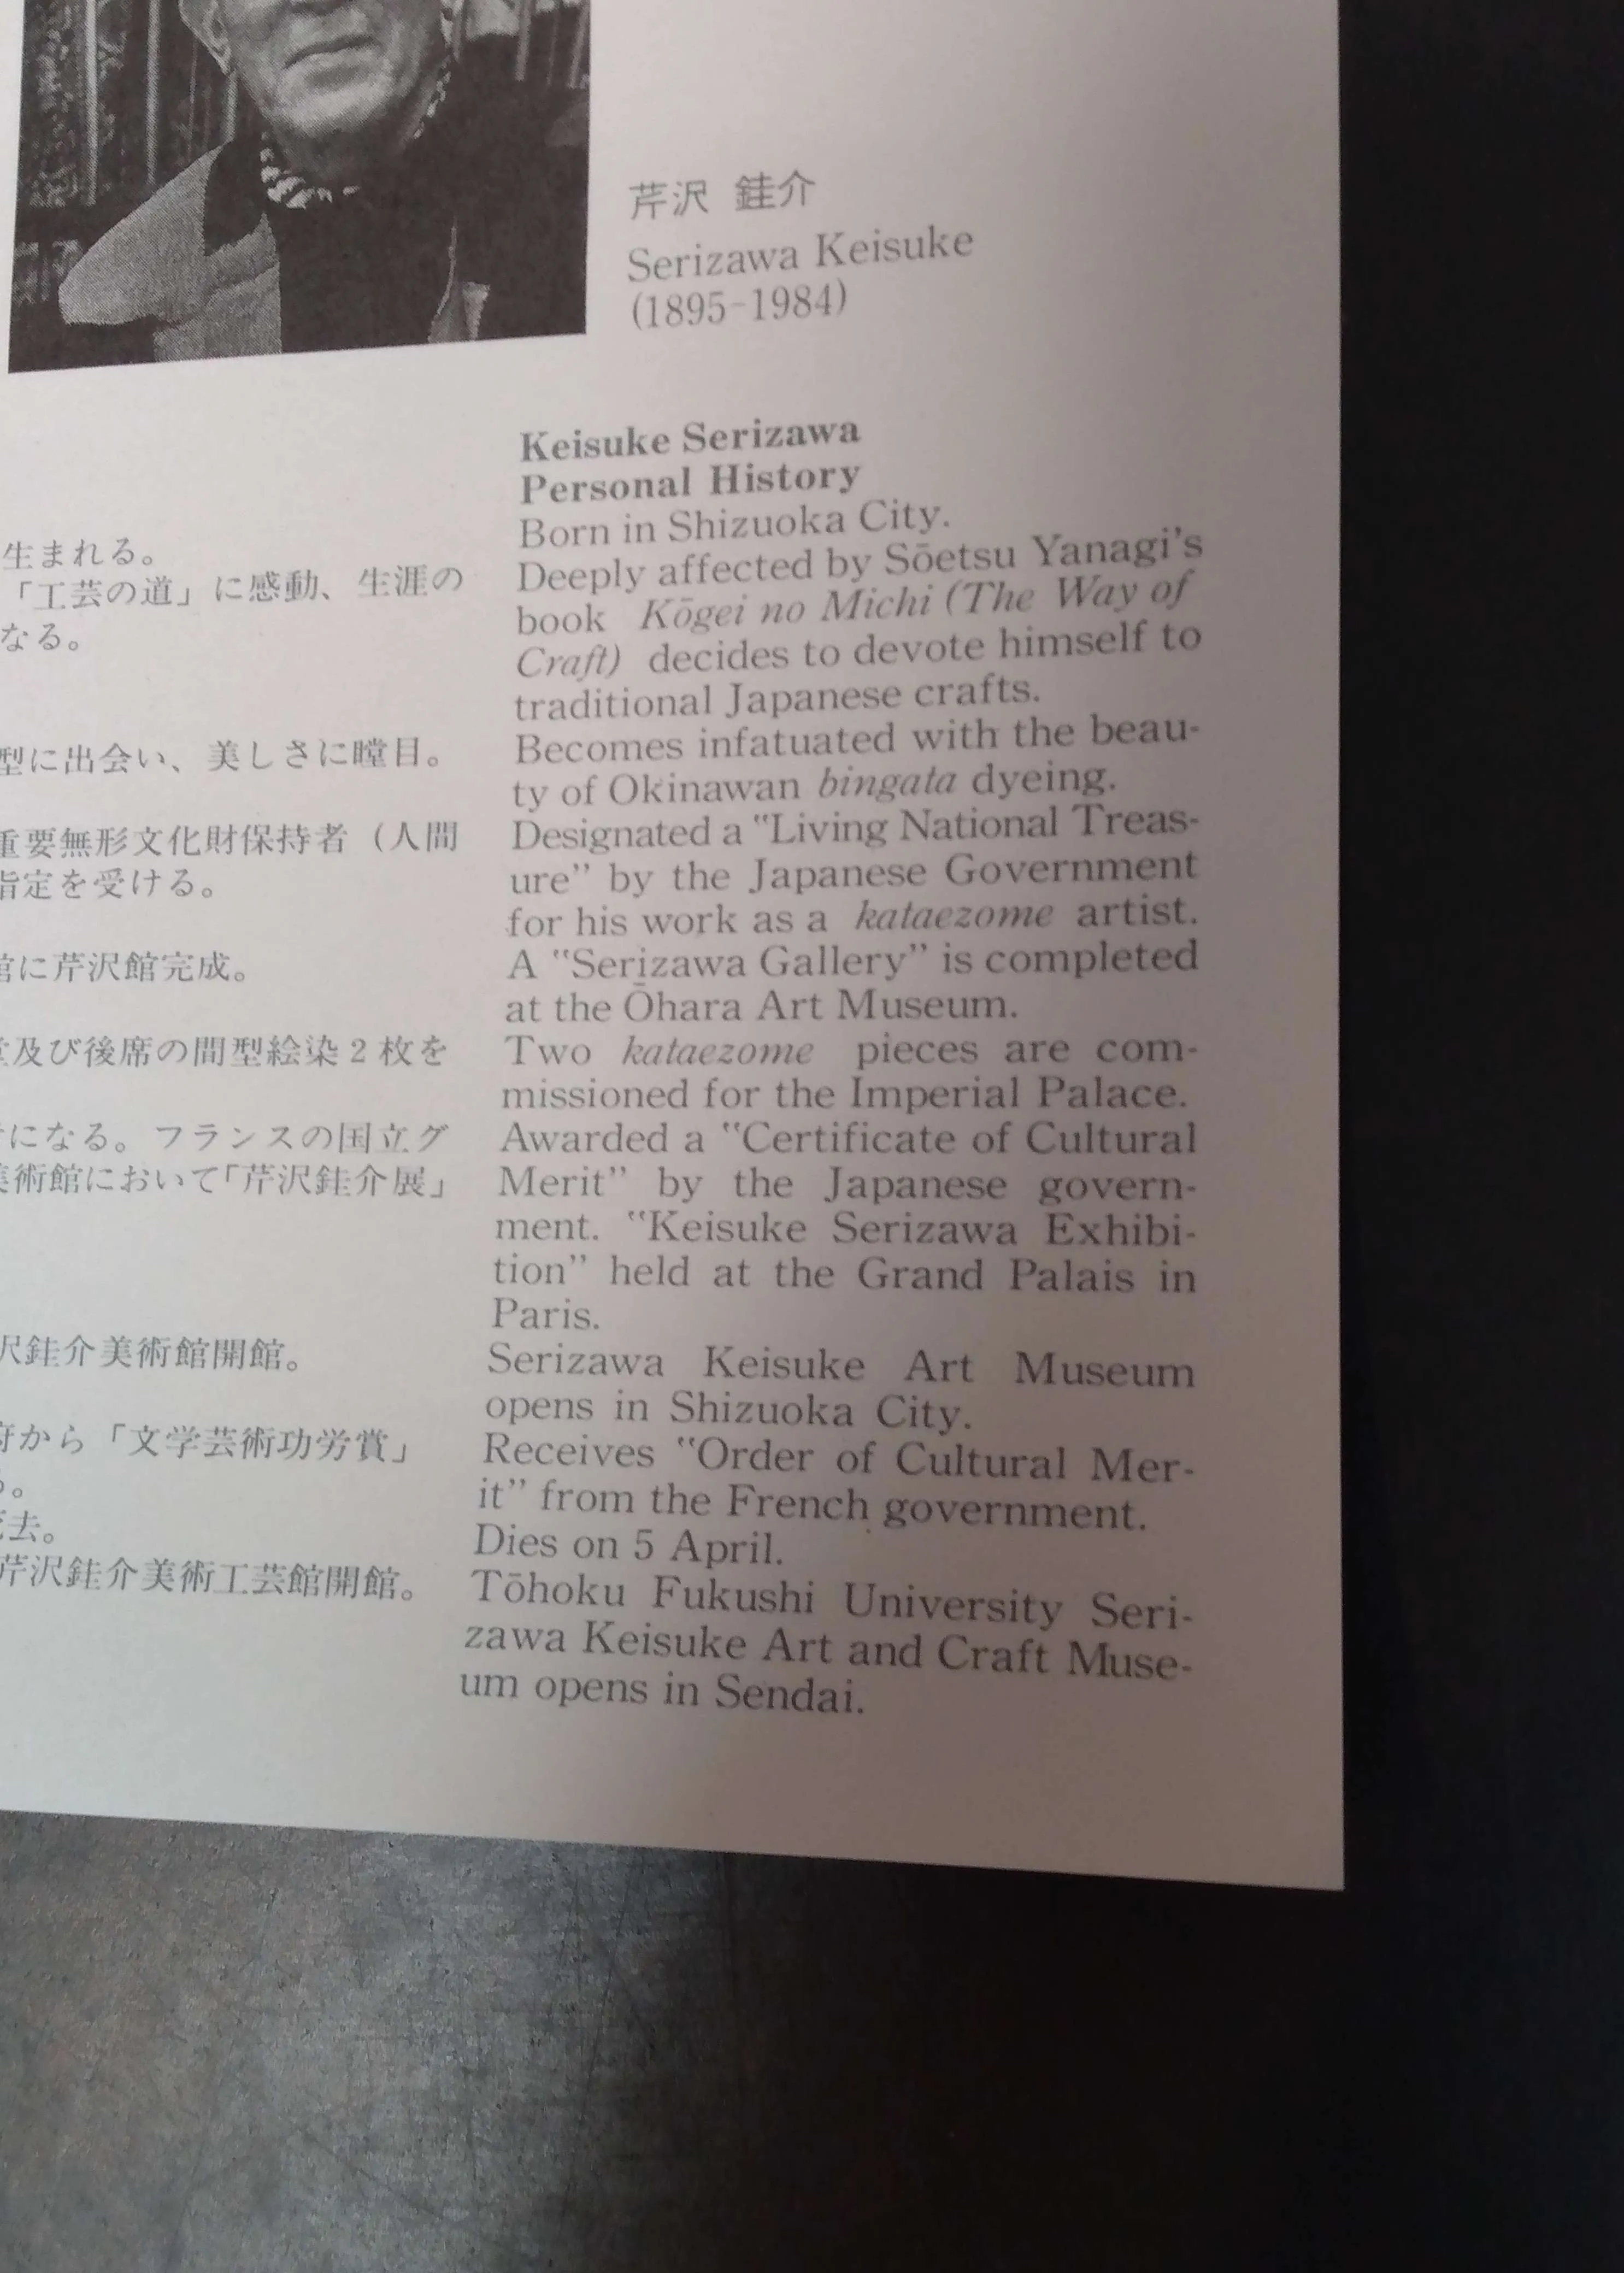 芹沢 銈介
Serizawa Keisuke
(1895-1984)
生まれる。
「工芸の道」に感動、生涯の
なる。
型に出会い、美しさに瞠目。
重要無形文化財保持者（人間
指定を受ける。
館に芹沢館完成。
及び後席の間型絵染2枚を
になる。フランスの国立グ
美術館において「芹沢銈介展」
沢銈介美術館開館。
府から「文学芸術功労賞」
。
死去。
芹沢銈介美術工芸館開館。
Keisuke Serizawa
Personal History
Born in Shizuoka City.
Deeply affected by Sōetsu Yanagi's
book Kōgei no Michi (The Way of
Craft) decides to devote himself to
traditional Japanese crafts.
Becomes infatuated with the beau-
ty of Okinawan bingata dyeing.
Designated a "Living National Treas-
ure" by the Japanese Government
for his work as a kataezome artist.
A "Serizawa Gallery" is completed
at the Ōhara Art Museum.
Two kataezome pieces are com-
missioned for the Imperial Palace.
Awarded a "Certificate of Cultural
Merit" by the Japanese govern-
ment. "Keisuke Serizawa Exhibi-
tion" held at the Grand Palais in
Paris.
Serizawa Keisuke Art Museum
opens in Shizuoka City.
Receives "Order of Cultural Mer-
it" from the French government.
Dies on 5 April.
Tōhoku Fukushi University Seri-
zawa Keisuke Art and Craft Muse-
um opens in Sendai.